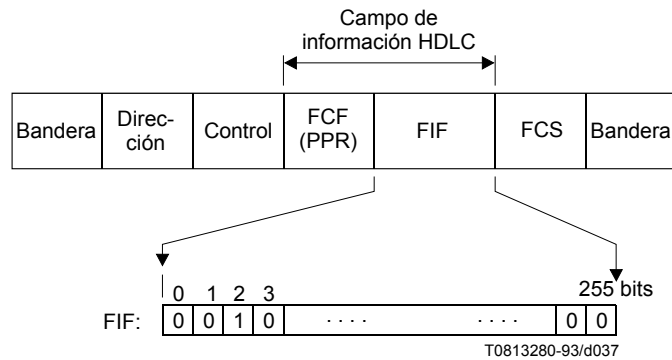 Campo de
información HDLC
Bandera
Direc-
ción
Control
FCF
(PPR)
FIF
FCS
Bandera
0 1 2 3 255 bits
FIF: 0 0 1 0 . . . . . . . . 0 0
T0813280-93/d037